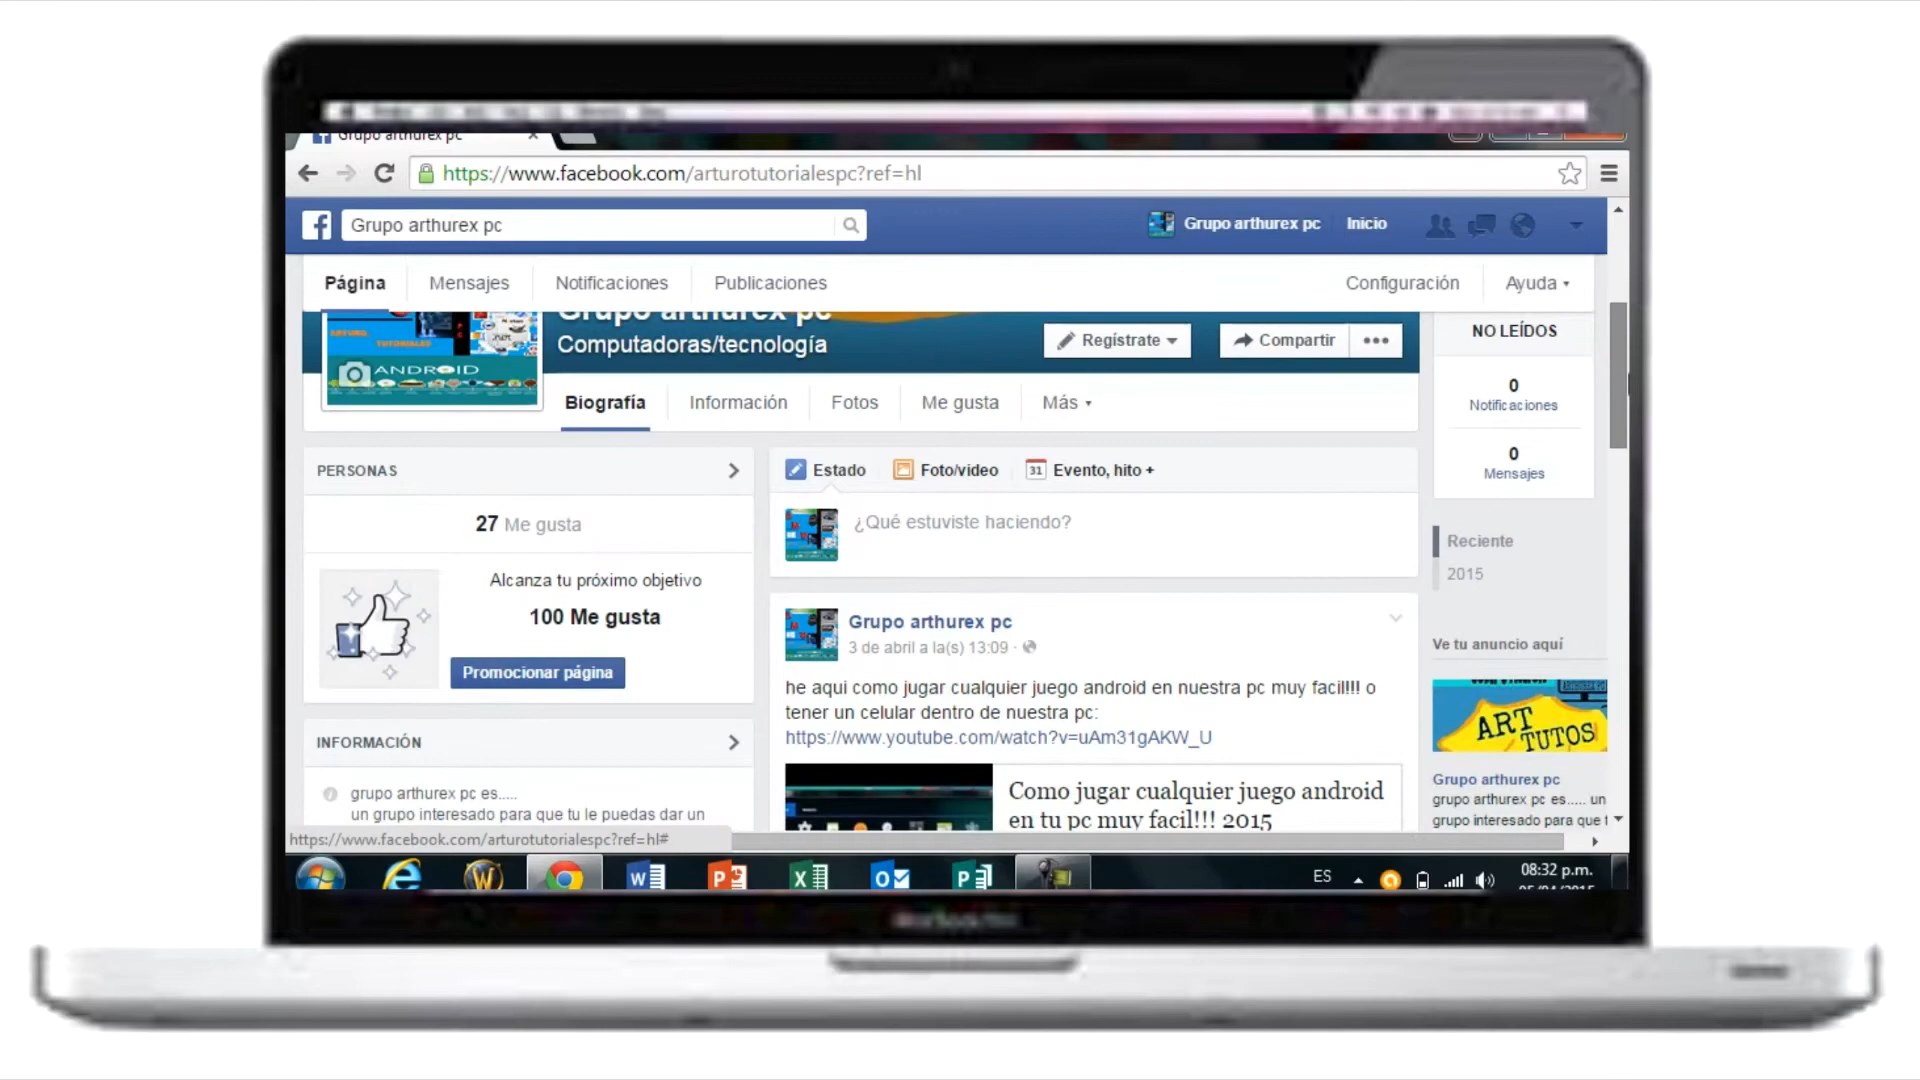 Grupo arthurex pc
https://www.facebook.com/arturotutorialespc?ref=hl
Grupo arthurex pc
Grupo arthurex pc
Inicio
Página
Mensajes
Notificaciones
Publicaciones
Configuración
Ayuda
Grupo arthurex pc
Computadoras/tecnología
ANDROID
Regístrate
Compartir
Biografía
Información
Fotos
Me gusta
Más
NO LEÍDOS
0
Notificaciones
0
Mensajes
PERSONAS
27 Me gusta
Alcanza tu próximo objetivo
100 Me gusta
Promocionar página
INFORMACIÓN
grupo arthurex pc es.....
un grupo interesado para que tu le puedas dar un
https://www.facebook.com/arturotutorialespc?ref=hl#
Estado
Foto/video
31 Evento, hito +
¿Qué estuviste haciendo?
Grupo arthurex pc
3 de abril a la(s) 13:09 ·
he aqui como jugar cualquier juego android en nuestra pc muy facil!!! o
tener un celular dentro de nuestra pc:
https://www.youtube.com/watch?v=uAm31gAKW_U
Como jugar cualquier juego android
en tu pc muy facil!!! 2015
Reciente
2015
Ve tu anuncio aquí
ART
TUTOS
Grupo arthurex pc
grupo arthurex pc es..... un
grupo interesado para que t
ES
08:32 p.m.